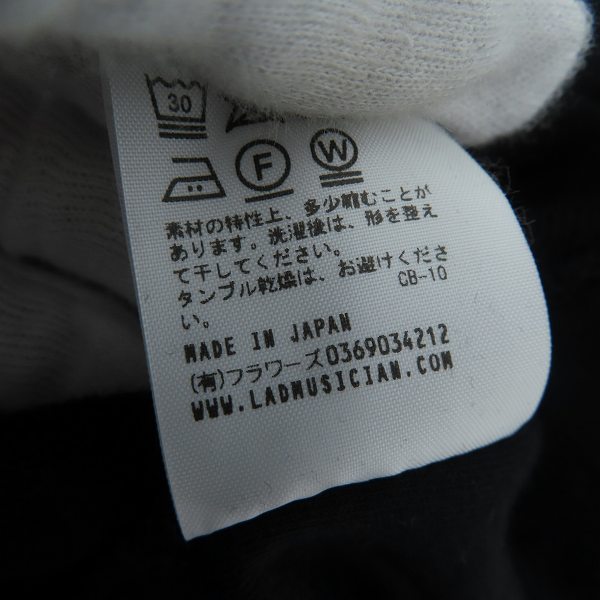 30
F W
素材の特性上、多少縮むことが
あります。洗濯後は、形を整え
て干してください。
タンブル乾燥は、お避けくださ
い。 CB-10
MADE IN JAPAN
(有)フラワーズ0369034212
WWW.LADMUSICIAN.COM